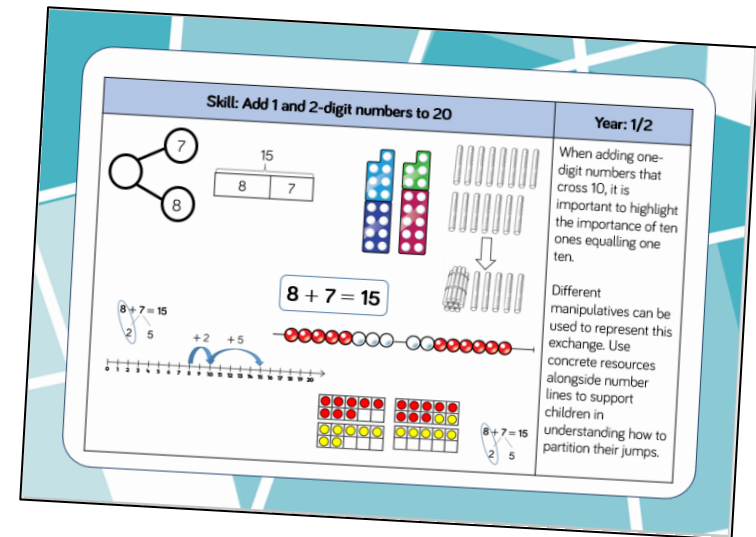 Skill: Add 1 and 2-digit numbers to 20
Year: 1/2
7
8
15
8 7
8 + 7 = 15
8 + 7 = 15
2 5
+ 2 + 5
0 1 2 3 4 5 6 7 8 9 10 11 12 13 14 15 16 17 18 19 20
8 + 7 = 15
2 5
When adding one-
digit numbers that
cross 10, it is
important to highlight
the importance of ten
ones equalling one
ten.
Different
manipulatives can be
used to represent this
exchange. Use
concrete resources
alongside number
lines to support
children in
understanding how to
partition their jumps.